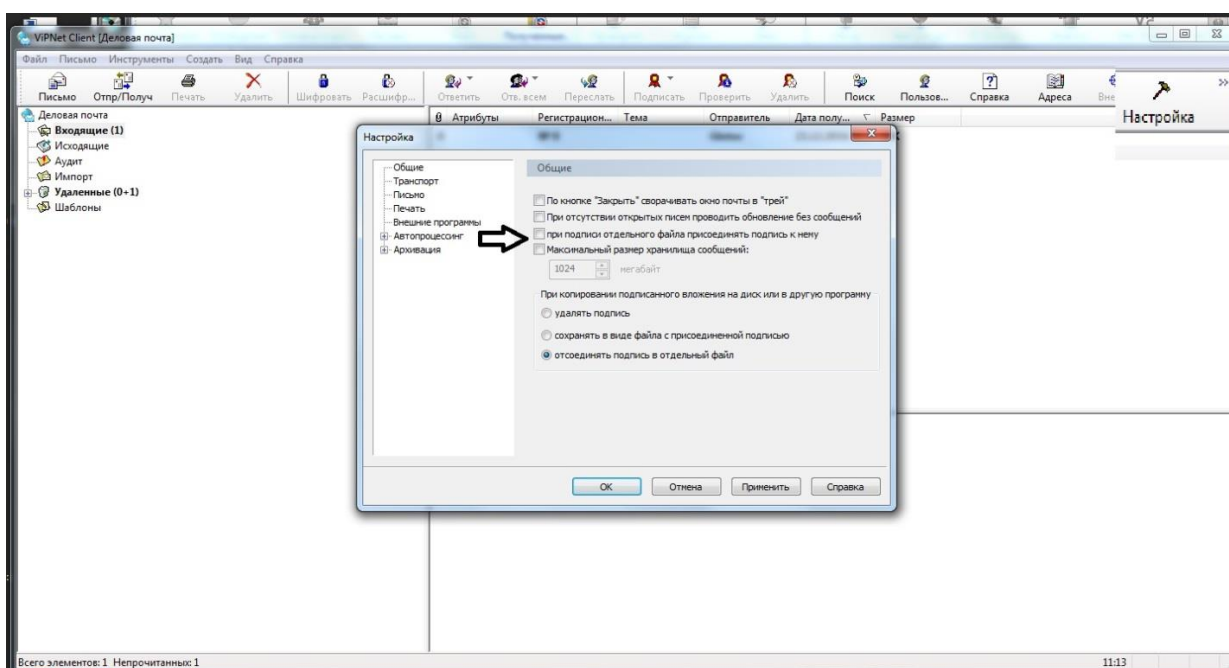 ViPNet Client [Деловая почта]
Файл Письмо Инструменты Создать Вид Справка
Письмо Отпр/Получ Печать Удалить Шифровать Расшифр... Ответить Отв. всем Переслать Подписать Проверить Удалить Поиск Пользов... Справка Адреса Вне
Настройка
Деловая почта
Входящие (1)
Исходящие
Аудит
Импорт
Удаленные (0+1)
Шаблоны
Атрибуты Регистрацион... Тема Отправитель Дата полу... Размер
Настройка
Общие
Транспорт
Письмо
Печать
Внешние программы
Автопроцессинг
Архивация
Общие
По кнопке "Закрыть" сворачивать окно почты в "трей"
При отсутствии открытых писем проводить обновление без сообщений
при подписи отдельного файла присоединять подпись к нему
Максимальный размер хранилища сообщений:
1024 мегабайт
При копировании подписанного вложения на диск или в другую программу
удалять подпись
сохранять в виде файла с присоединенной подписью
отсоединять подпись в отдельный файл
ОК Отмена Применить Справка
Всего элементов: 1 Непрочитанных: 1 11:13